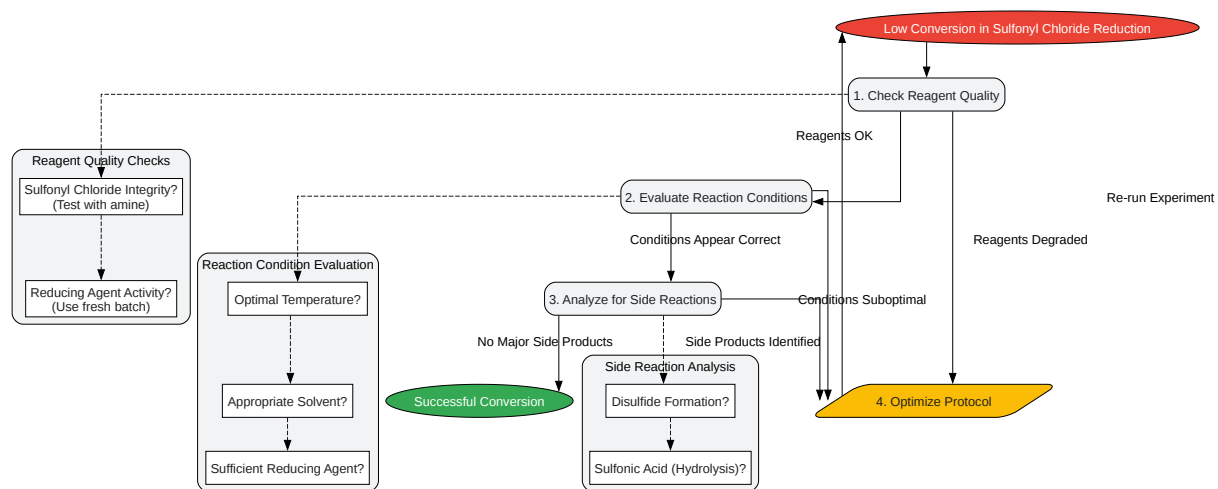 Low Conversion in Sulfonyl Chloride Reduction
1. Check Reagent Quality
Reagents OK
Reagent Quality Checks
Sulfonyl Chloride Integrity?
(Test with amine)
2. Evaluate Reaction Conditions
Re-run Experiment
Conditions Appear Correct
Reagents Degraded
Reaction Condition Evaluation
Reducing Agent Activity?
(Use fresh batch)
Optimal Temperature?
3. Analyze for Side Reactions
Conditions Suboptimal
No Major Side Products
Side Products Identified
Side Reaction Analysis
Appropriate Solvent?
Successful Conversion
Disulfide Formation?
4. Optimize Protocol
Sufficient Reducing Agent?
Sulfonic Acid (Hydrolysis)?